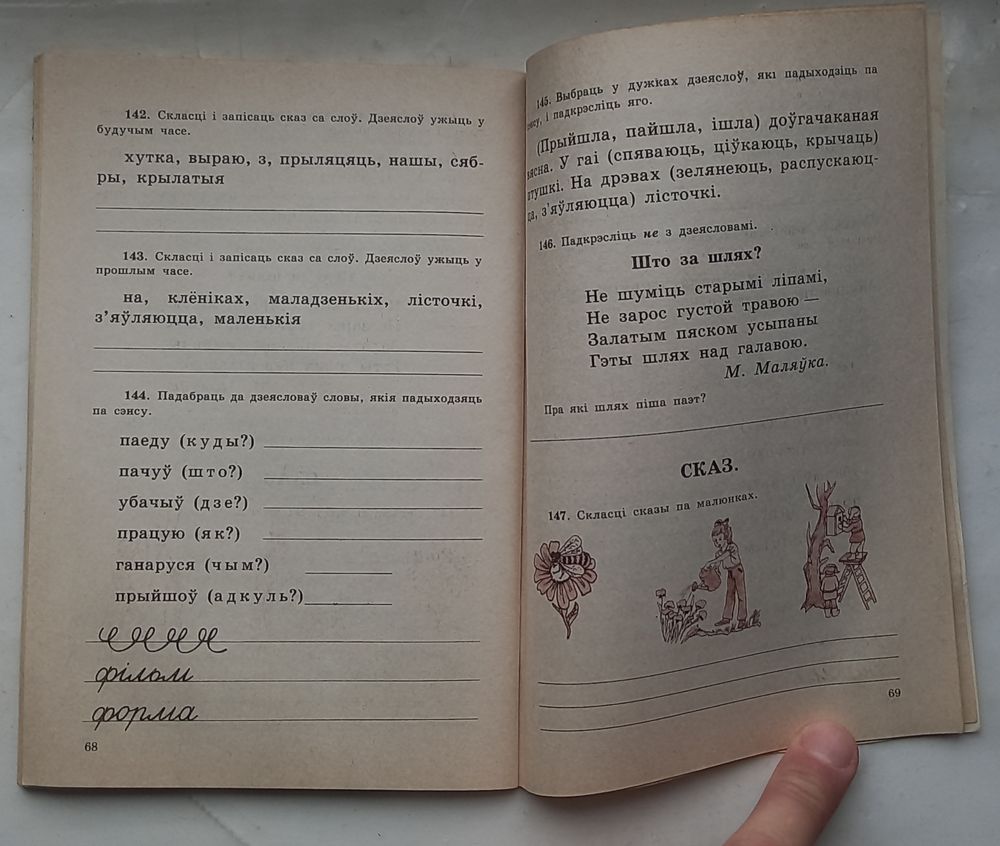 142. Скласці і запісаць сказ са слоў. Дзеяслоў ужыць у
будучым часе.
хутка, выраю, з, прыляцяць, нашы, сяб-
ры, крылатыя
143. Скласці і запісаць сказ са слоў. Дзеяслоў ужыць у
прошлым часе.
на, клёніках, маладзенькіх, лісточкі,
з’яўляюцца, маленькія
144. Падабраць да дзеясловаў словы, якія падыходзяць
па сэнсу.
паеду (куды?)
пачуў (што?)
убачыў (дзе?)
працую (як?)
ганаруся (чым?)
прыйшоў (адкуль?)
фільм
форма
68
145. Выбраць у дужках дзеяслоў, які падыходзіць па
сэнсу, і падкрэсліць яго.
(Прыйшла, пайшла, ішла) доўгачаканая
вясна. У гаі (спяваюць, ціўкаюць, крычаць)
птушкі. На дрэвах (зелянеюць, распускаюц-
ца, з’яўляюцца) лісточкі.
146. Падкрэсліць не з дзеясловамі.
Што за шлях?
Не шуміць старымі ліпамі,
Не зарос густой травою —
Залатым пяском усыпаны
Гэты шлях над галавою.
М. Маляўка.
Пра які шлях піша паэт?
СКАЗ.
147. Скласці сказы па малюнках.
69